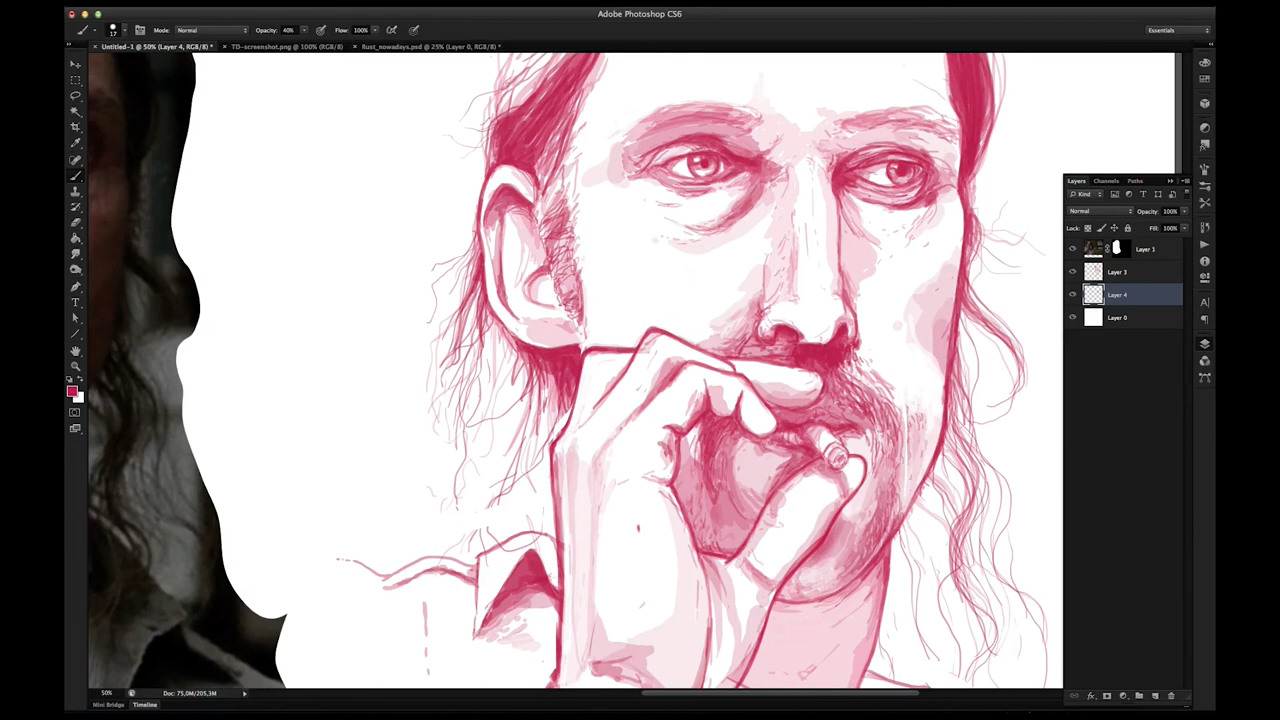 Adobe Photoshop CS6
17 Mode: Normal Opacity: 40% Flow: 100% Essentials
× Untitled-1 @ 50% (Layer 4, RGB/8) * × TD-screenshot.png @ 100% (RGB/8) × Rust_nowadays.psd @ 25% (Layer 0, RGB/8) *
Layers Channels Paths
Kind
Normal Opacity: 100%
Lock: Fill: 100%
Layer 1
Layer 3
Layer 4
Layer 0
50% Doc: 75,0M/205,3M
Mini Bridge Timeline